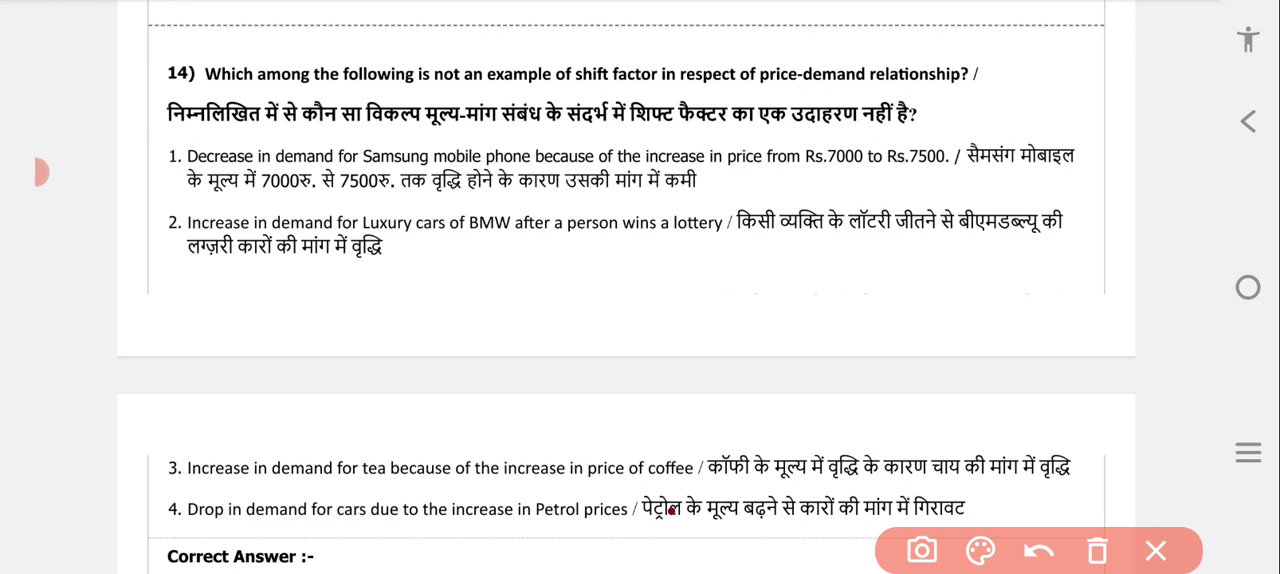 14) Which among the following is not an example of shift factor in respect of price-demand relationship? /
निम्नलिखित में से कौन सा विकल्प मूल्य-मांग संबंध के संदर्भ में शिफ्ट फैक्टर का एक उदाहरण नहीं है?
1. Decrease in demand for Samsung mobile phone because of the increase in price from Rs.7000 to Rs.7500. / सैमसंग मोबाइल
के मूल्य में 7000रु. से 7500रु. तक वृद्धि होने के कारण उसकी मांग में कमी
2. Increase in demand for Luxury cars of BMW after a person wins a lottery / किसी व्यक्ति के लॉटरी जीतने से बीएमडब्ल्यू की
लग्ज़री कारों की मांग में वृद्धि
3. Increase in demand for tea because of the increase in price of coffee / कॉफी के मूल्य में वृद्धि के कारण चाय की मांग में वृद्धि
4. Drop in demand for cars due to the increase in Petrol prices / पेट्रोल के मूल्य बढ़ने से कारों की मांग में गिरावट
Correct Answer :-